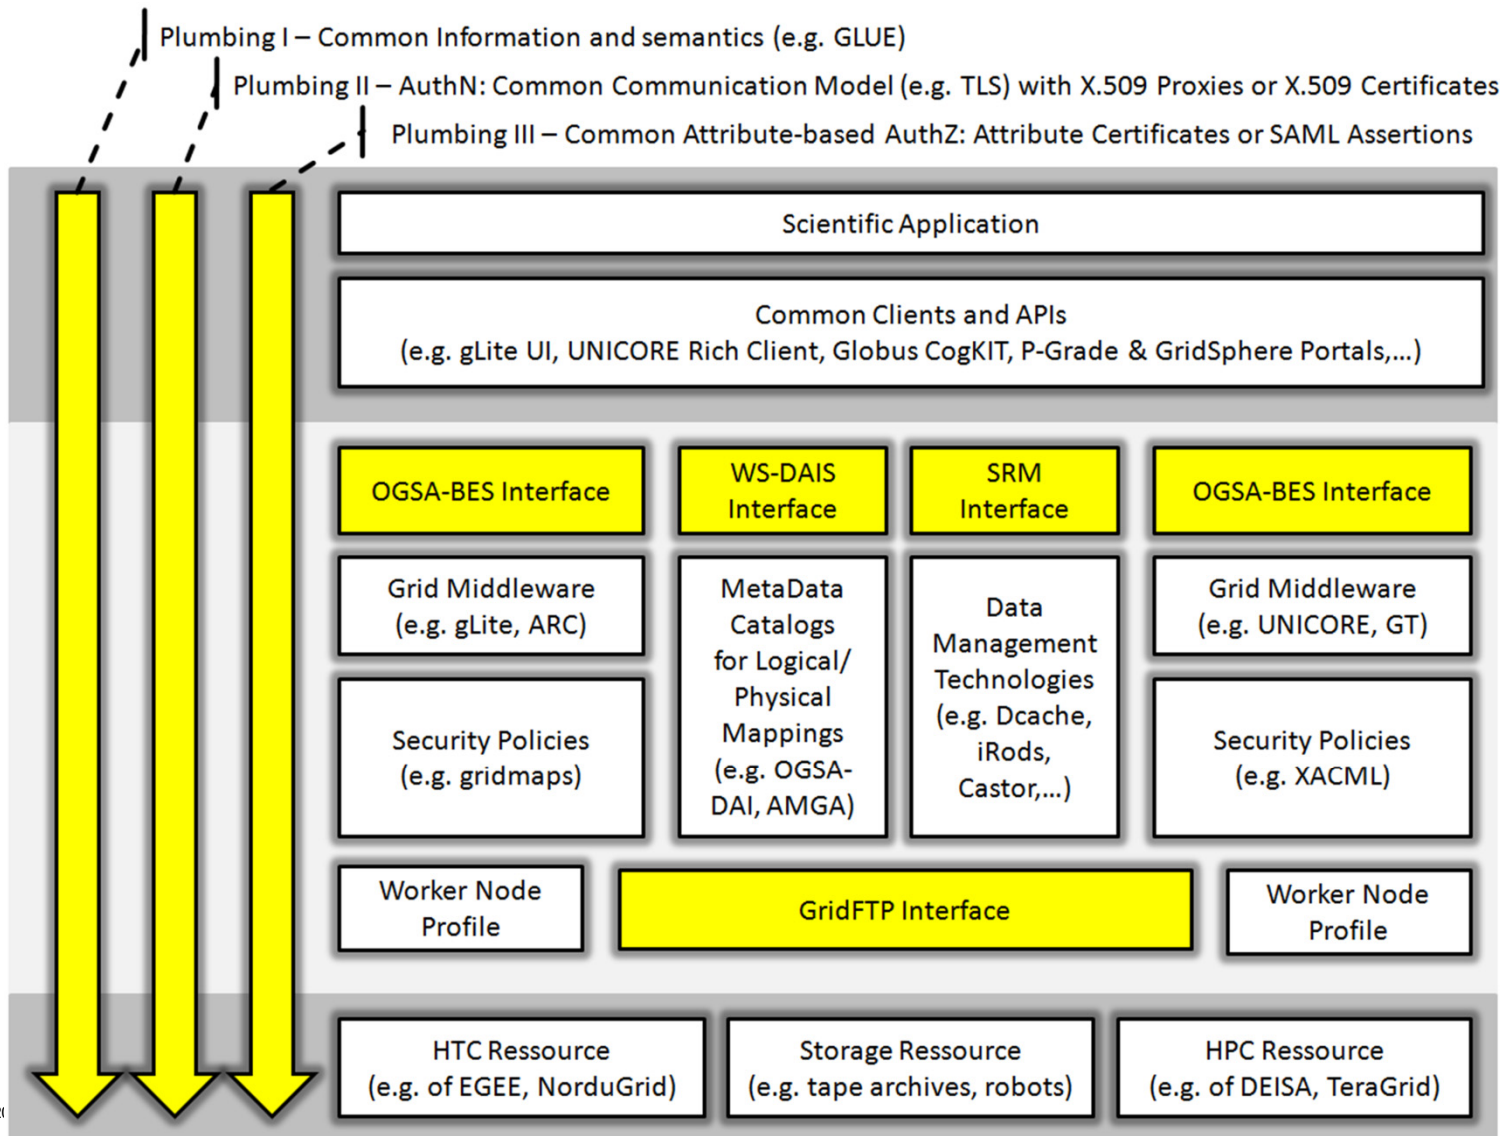 Plumbing I – Common Information and semantics (e.g. GLUE)
Plumbing II – AuthN: Common Communication Model (e.g. TLS) with X.509 Proxies or X.509 Certificates
Plumbing III – Common Attribute-based AuthZ: Attribute Certificates or SAML Assertions
Scientific Application
Common Clients and APIs
(e.g. gLite UI, UNICORE Rich Client, Globus CogKIT, P-Grade & GridSphere Portals,...)
OGSA-BES Interface
WS-DAIS
Interface
SRM
Interface
OGSA-BES Interface
Grid Middleware
(e.g. gLite, ARC)
MetaData
Catalogs
for Logical/
Physical
Mappings
(e.g. OGSA-
DAI, AMGA)
Data
Management
Technologies
(e.g. Dcache,
iRods,
Castor,...)
Grid Middleware
(e.g. UNICORE, GT)
Security Policies
(e.g. gridmaps)
Security Policies
(e.g. XACML)
Worker Node
Profile
GridFTP Interface
Worker Node
Profile
HTC Ressource
(e.g. of EGEE, NorduGrid)
Storage Ressource
(e.g. tape archives, robots)
HPC Ressource
(e.g. of DEISA, TeraGrid)